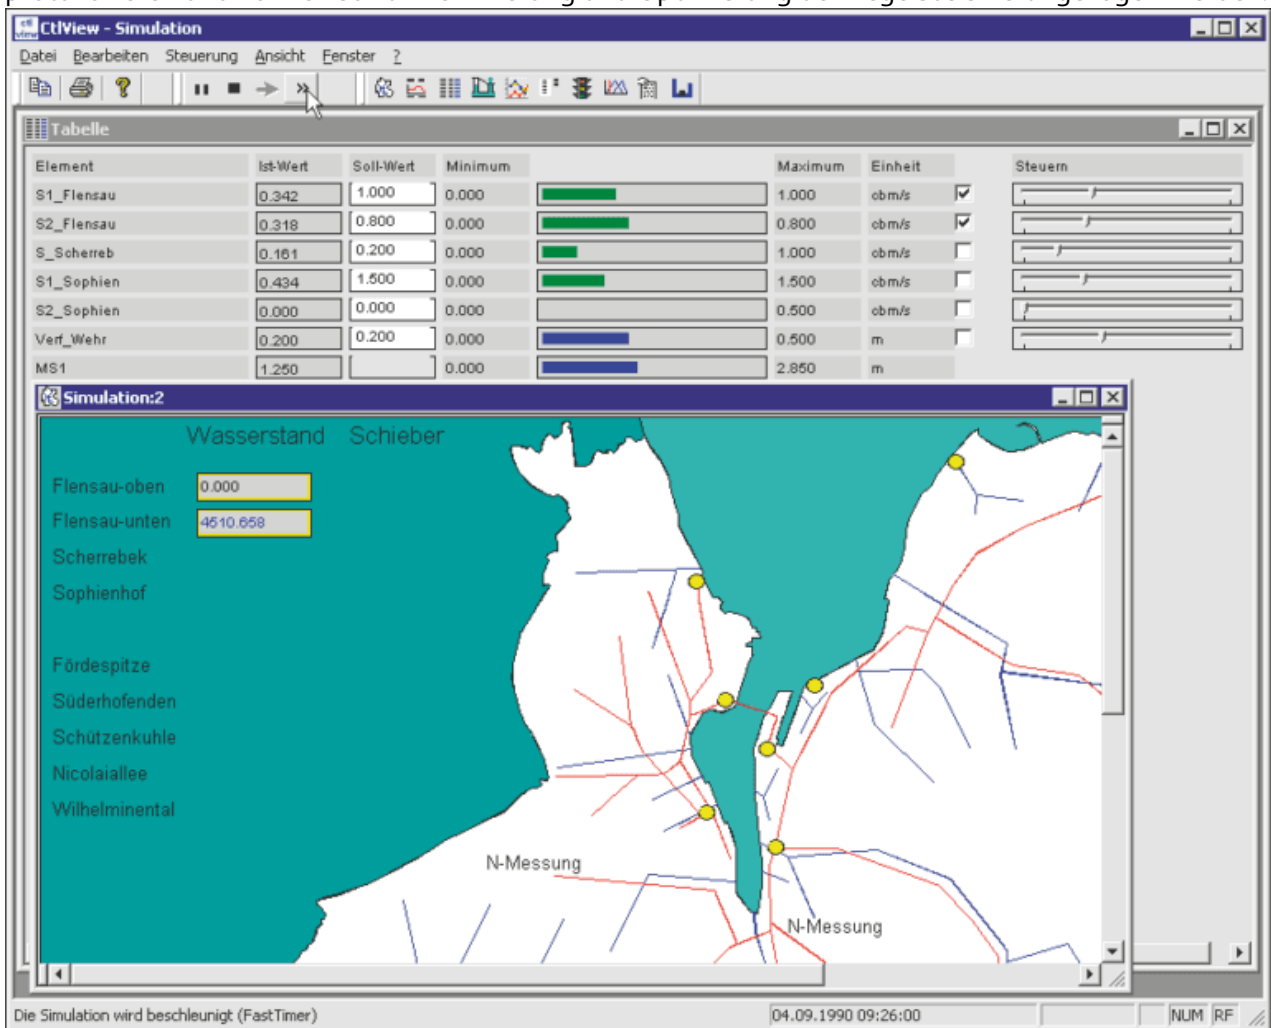 CtlView - Simulation
Datei Bearbeiten Steuerung Ansicht Fenster ?
Tabelle
Element Ist-Wert Soll-Wert Minimum Maximum Einheit Steuern
S1_Flensau 0.342 1.000 0.000 1.000 cbm/s
S2_Flensau 0.318 0.800 0.000 0.800 cbm/s
S_Scherreb 0.161 0.200 0.000 1.000 cbm/s
S1_Sophien 0.434 1.500 0.000 1.500 cbm/s
S2_Sophien 0.000 0.000 0.000 0.500 cbm/s
Verf_Wehr 0.200 0.200 0.000 0.500 m
MS1 1.250 0.000 2.850 m
Simulation:2
Wasserstand Schieber
Flensau-oben 0.000
Flensau-unten 4510.658
Scherrebek
Sophienhof
Fördespitze
Süderhofenden
Schützenkuhle
Nicolaiallee
Wilhelminental
N-Messung
N-Messung
Die Simulation wird beschleunigt (FastTimer) 04.09.1990 09:26:00 NUM RF